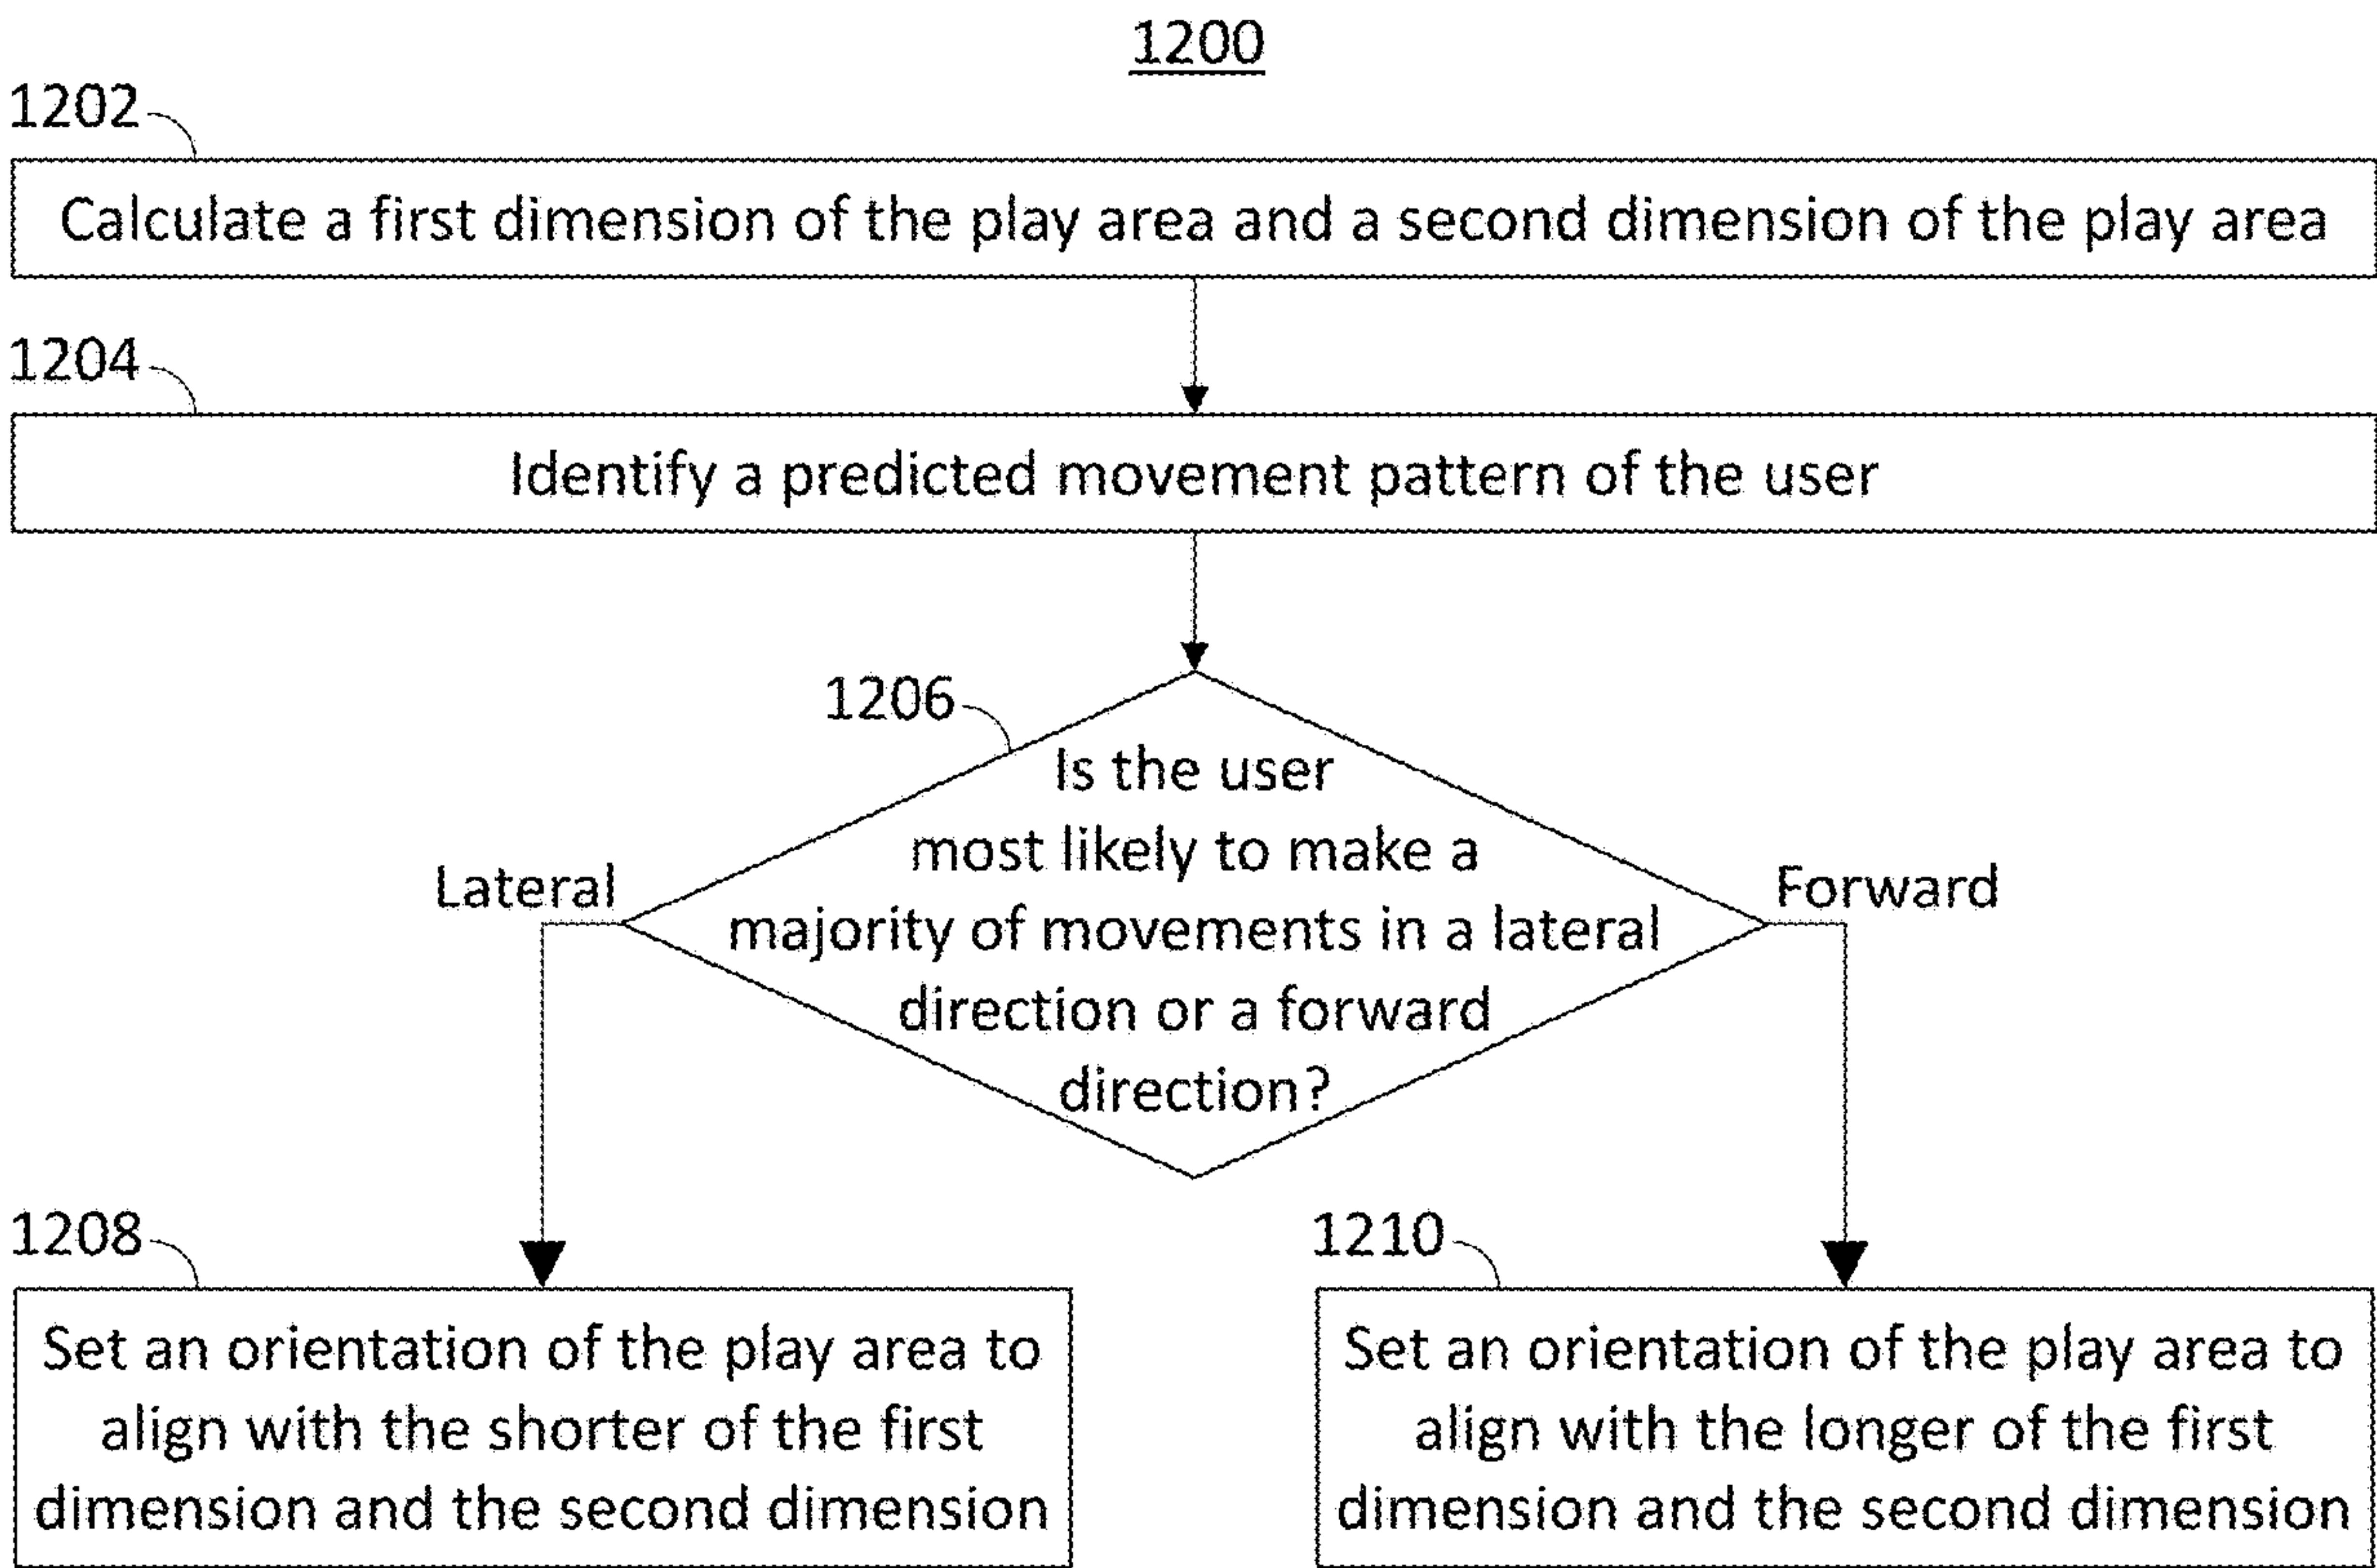 1200
1202
Calculate a first dimension of the play area and a second dimension of the play area
1204
Identify a predicted movement pattern of the user
1206
Is the user
most likely to make a
majority of movements in a lateral
direction or a forward
direction?
Lateral
Forward
1208
Set an orientation of the play area to
align with the shorter of the first
dimension and the second dimension
1210
Set an orientation of the play area to
align with the longer of the first
dimension and the second dimension